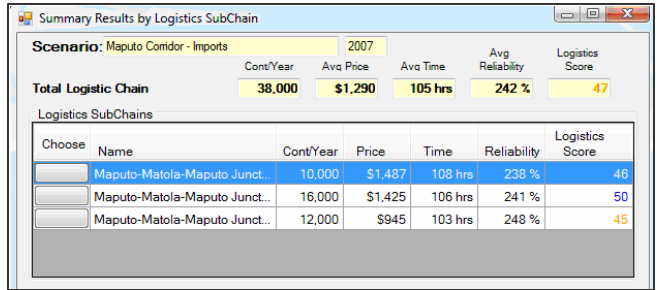 Summary Results by Logistics SubChain
Scenario: Maputo Corridor - Imports 2007
Cont/Year Avg Price Avg Time Avg Reliability Logistics Score
Total Logistic Chain 38,000 $1,290 105 hrs 242 % 47
Logistics SubChains
Choose Name Cont/Year Price Time Reliability Logistics Score
Maputo-Matola-Maputo Junct... 10,000 $1,487 108 hrs 238 % 46
Maputo-Matola-Maputo Junct... 16,000 $1,425 106 hrs 241 % 50
Maputo-Matola-Maputo Junct... 12,000 $945 103 hrs 248 % 45